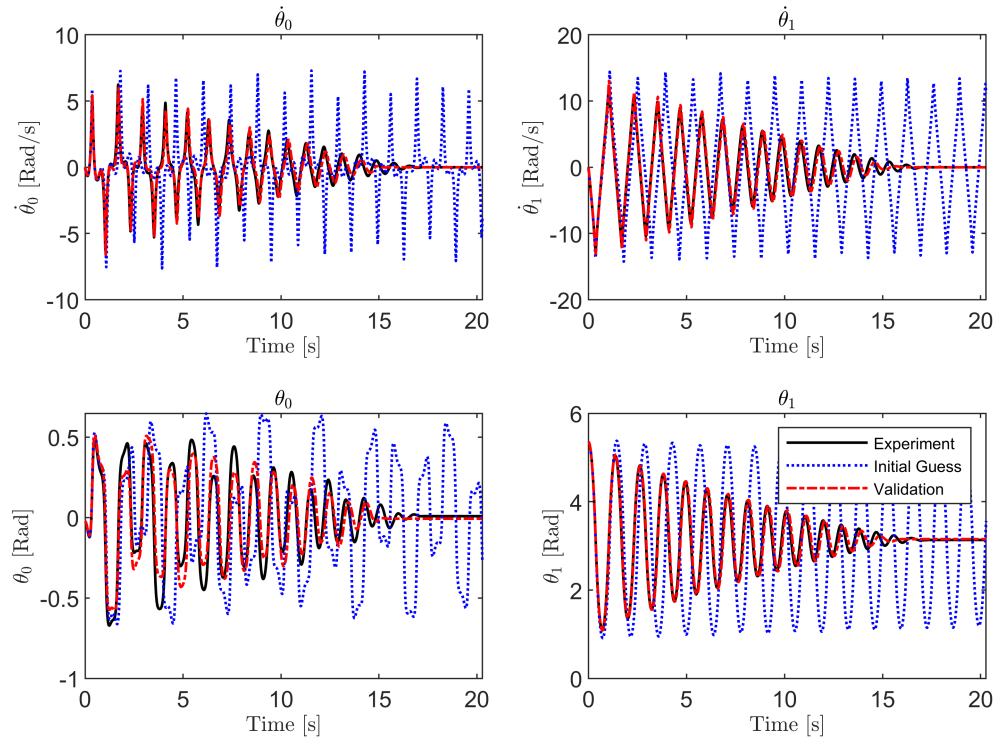 θ̇₀
θ̇₀ [Rad/s]
10
5
0
-5
-10
0
5
10
15
20
Time [s]
θ̇₁
θ̇₁ [Rad/s]
20
10
0
-10
-20
0
5
10
15
20
Time [s]
θ₀
θ₀ [Rad]
0.5
0
-0.5
-1
0
5
10
15
20
Time [s]
θ₁
θ₁ [Rad]
6
4
2
0
0
5
10
15
20
Time [s]
Experiment
Initial Guess
Validation